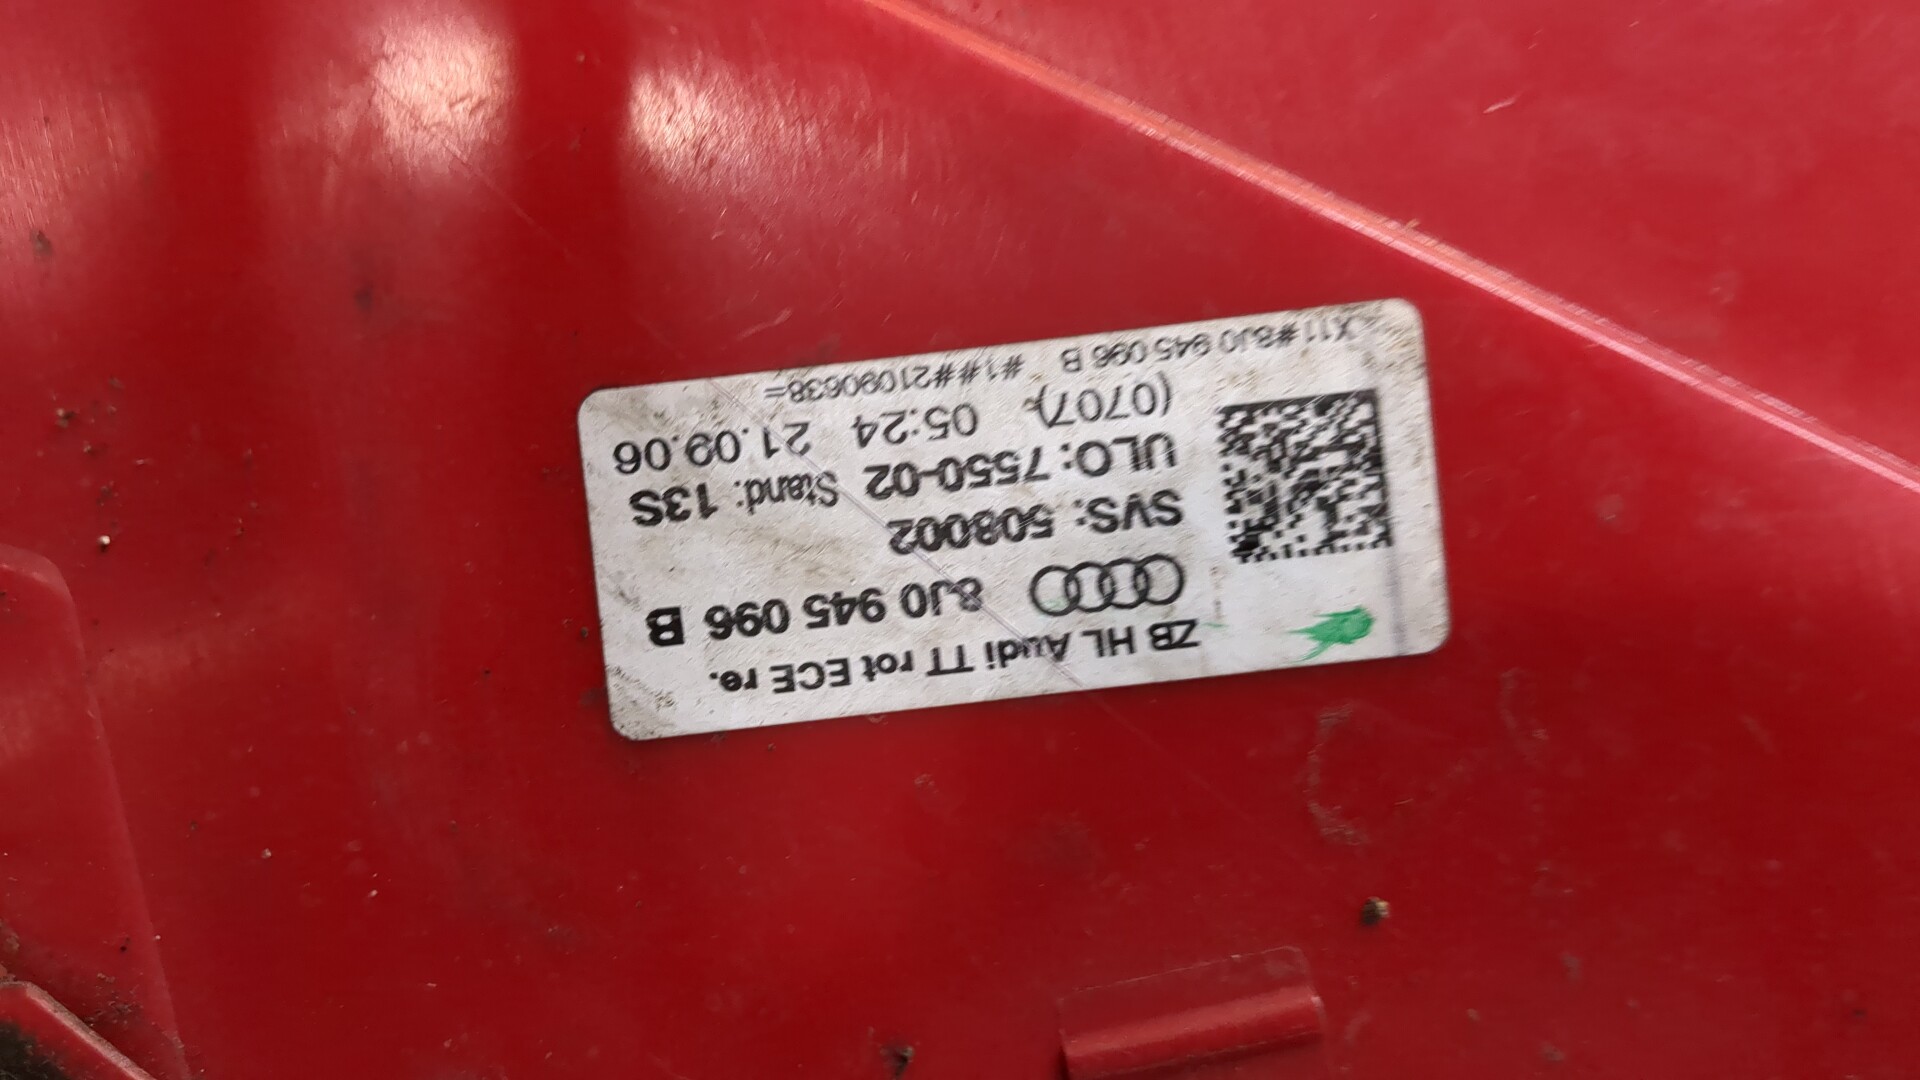 ZB HL Audi TT rot ECE re.
8J0 945 096 B
SVS: 508002
ULO: 7550-02 Stand: 13S
(0707) 05:24 21.09.06
X11#8J0 945 096 B #1##21090638=